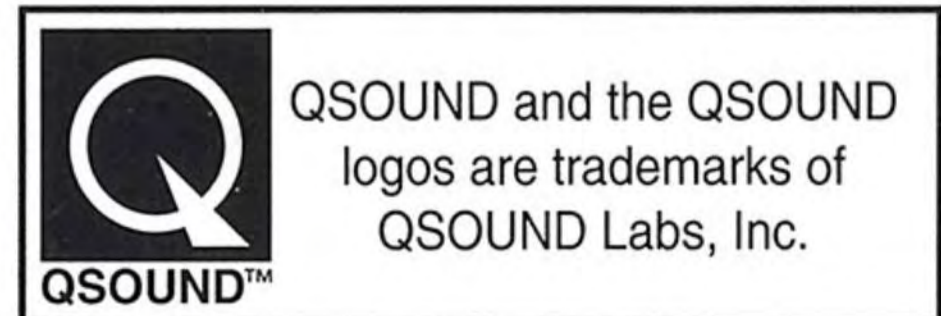 QSOUND™
QSOUND and the QSOUND
logos are trademarks of
QSOUND Labs, Inc.